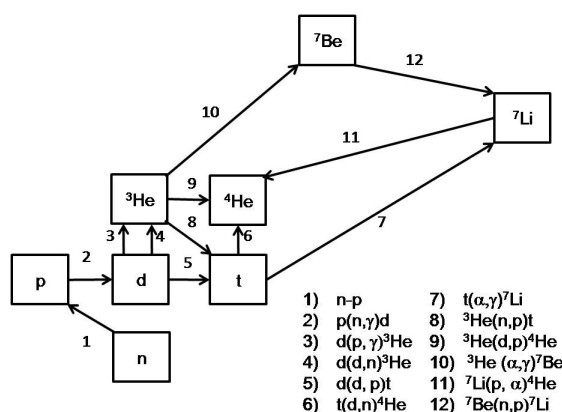 ⁷Be
12
⁷Li
10
11
³He
9
⁴He
8
3
4
6
7
2
5
p
d
t
1
n
1) n-p
2) p(n,γ)d
3) d(p, γ)³He
4) d(d,n)³He
5) d(d, p)t
6) t(d,n)⁴He
7) t(α,γ)⁷Li
8) ³He(n,p)t
9) ³He(d,p)⁴He
10) ³He (α,γ)⁷Be
11) ⁷Li(p, α)⁴He
12) ⁷Be(n,p)⁷Li